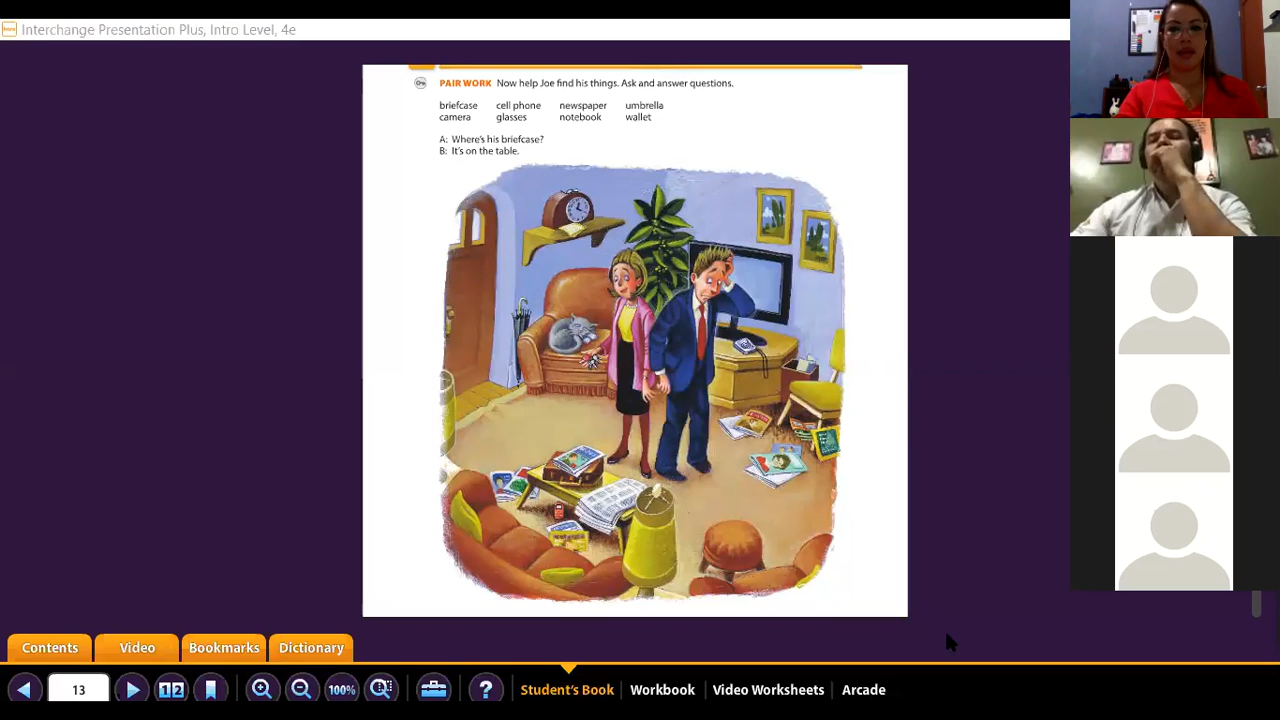 Interchange Presentation Plus, Intro Level, 4e
PAIR WORK Now help Joe find his things. Ask and answer questions.
briefcase cell phone newspaper umbrella
camera glasses notebook wallet
A: Where's his briefcase?
B: It's on the table.
Contents Video Bookmarks Dictionary
13 12 100% ? Student's Book Workbook Video Worksheets Arcade